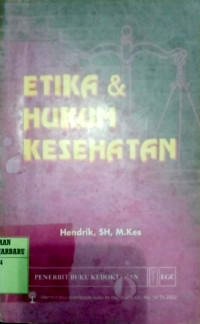 ETIKA &
HUKUM
KESEHATAN
Hendrik, SH, M.Kes
PENERBIT BUKU KEDOKTERAN EGC